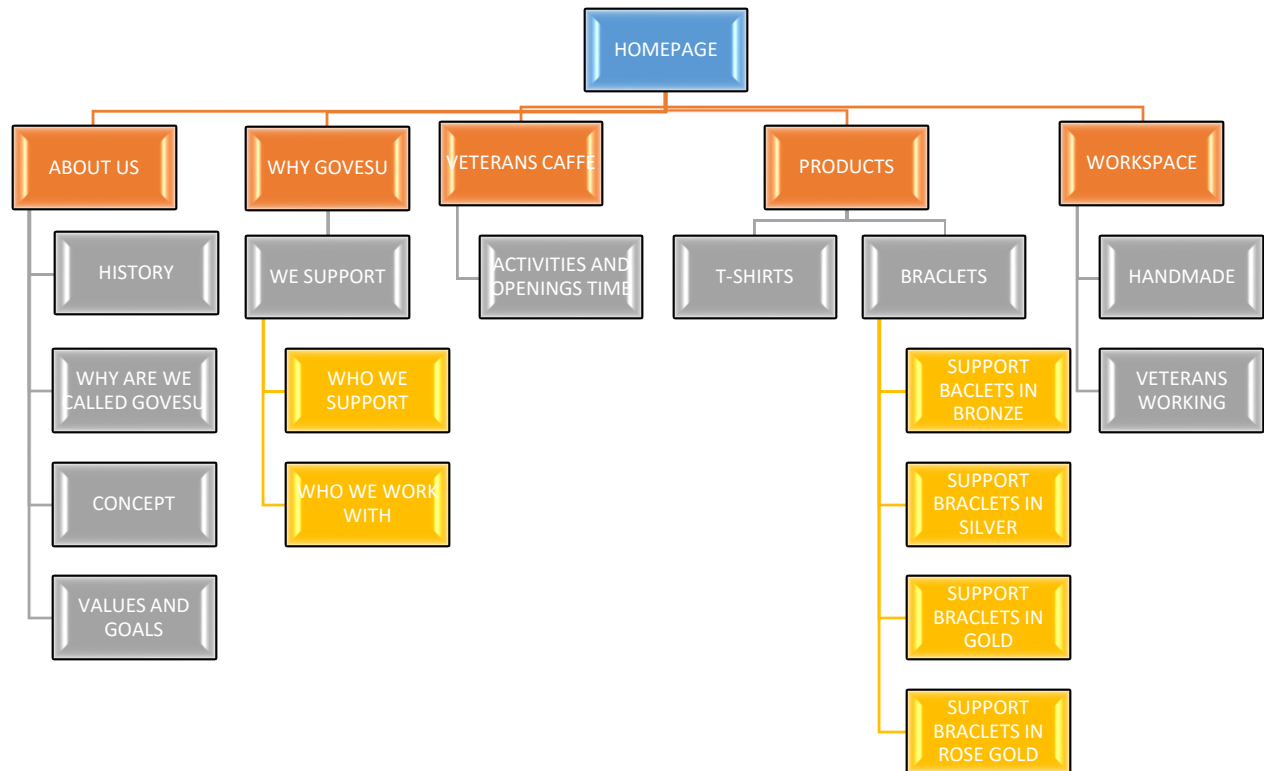 HOMEPAGE
ABOUT US
WHY GOVESU
VETERANS CAFFE
PRODUCTS
WORKSPACE
HISTORY
WHY ARE WE
CALLED GOVESU
CONCEPT
VALUES AND
GOALS
WE SUPPORT
WHO WE
SUPPORT
WHO WE WORK
WITH
ACTIVITIES AND
OPENINGS TIME
T-SHIRTS
BRACLETS
SUPPORT
BACLETS IN
BRONZE
SUPPORT
BRACLETS IN
SILVER
SUPPORT
BRACLETS IN
GOLD
SUPPORT
BRACLETS IN
ROSE GOLD
HANDMADE
VETERANS
WORKING